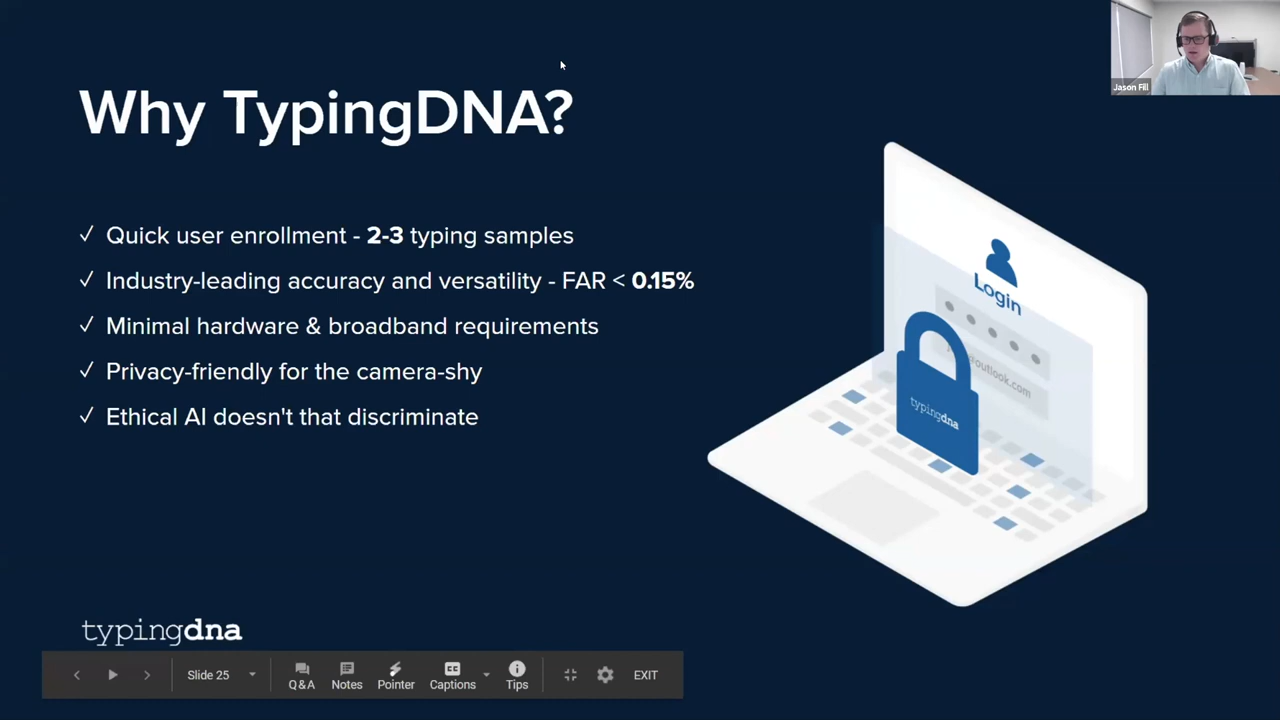 Why TypingDNA?
Jason Fill
✓ Quick user enrollment - 2-3 typing samples
✓ Industry-leading accuracy and versatility - FAR < 0.15%
✓ Minimal hardware & broadband requirements
✓ Privacy-friendly for the camera-shy
✓ Ethical AI doesn't that discriminate
Login
outlook.com
typingdna
typingdna
Slide 25
Q&A
Notes
Pointer
Captions
Tips
EXIT